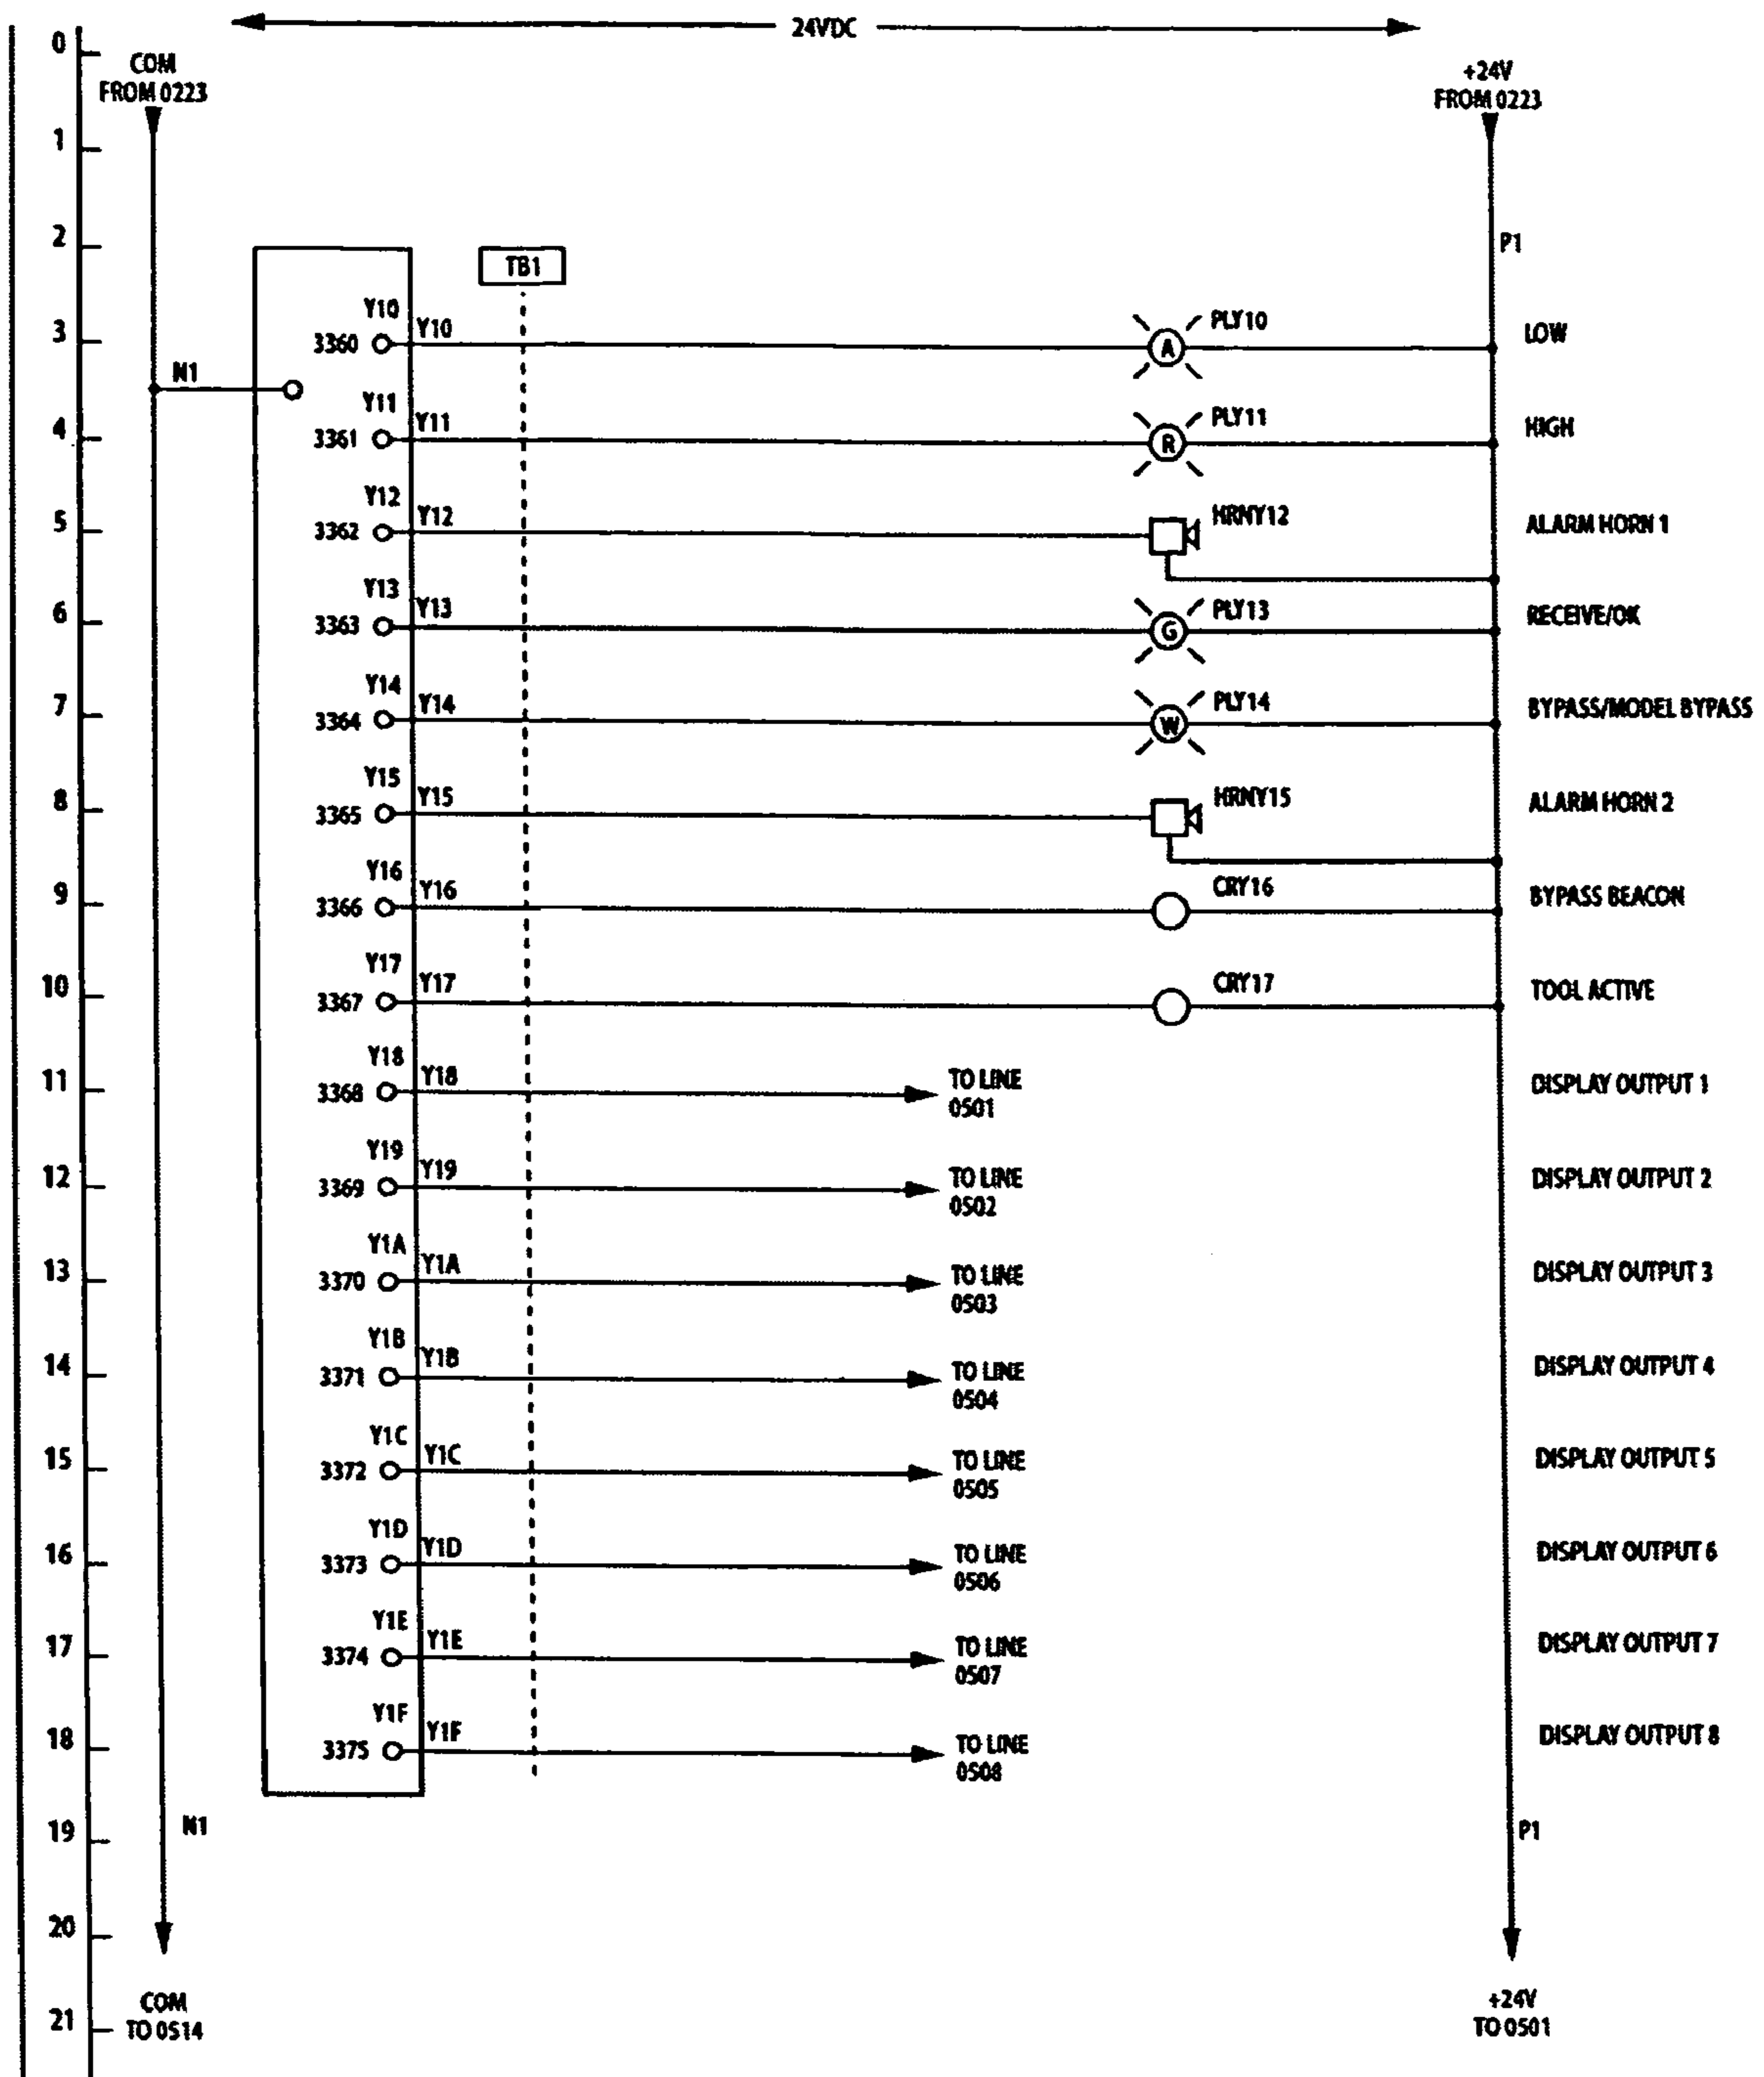 24VDC
0
COM
FROM 0223
+24V
FROM 0223
1
2
P1
TB1
Y10
3
3360
Y10
PLY10
LOW
N1
Y11
4
3361
Y11
PLY11
R
HIGH
A
Y12
5
3362
Y12
HRNY12
ALARM HORN 1
Y13
6
3363
Y13
PLY13
G
RECEIVE/OK
Y14
7
3364
Y14
PLY14
W
BYPASS/MODEL BYPASS
Y15
8
3365
Y15
HRNY15
ALARM HORN 2
Y16
9
3366
Y16
CRY16
BYPASS BEACON
Y17
10
3367
Y17
CRY17
TOOL ACTIVE
Y18
11
3368
Y18
TO LINE
0501
DISPLAY OUTPUT 1
Y19
12
3369
Y19
TO LINE
0502
DISPLAY OUTPUT 2
Y1A
13
3370
Y1A
TO LINE
0503
DISPLAY OUTPUT 3
Y1B
14
3371
Y1B
TO LINE
0504
DISPLAY OUTPUT 4
Y1C
15
3372
Y1C
TO LINE
0505
DISPLAY OUTPUT 5
Y1D
16
3373
Y1D
TO LINE
0506
DISPLAY OUTPUT 6
Y1E
17
3374
Y1E
TO LINE
0507
DISPLAY OUTPUT 7
Y1F
18
3375
Y1F
TO LINE
0508
DISPLAY OUTPUT 8
19
N1
P1
20
21
COM
TO 0514
+24V
TO 0501